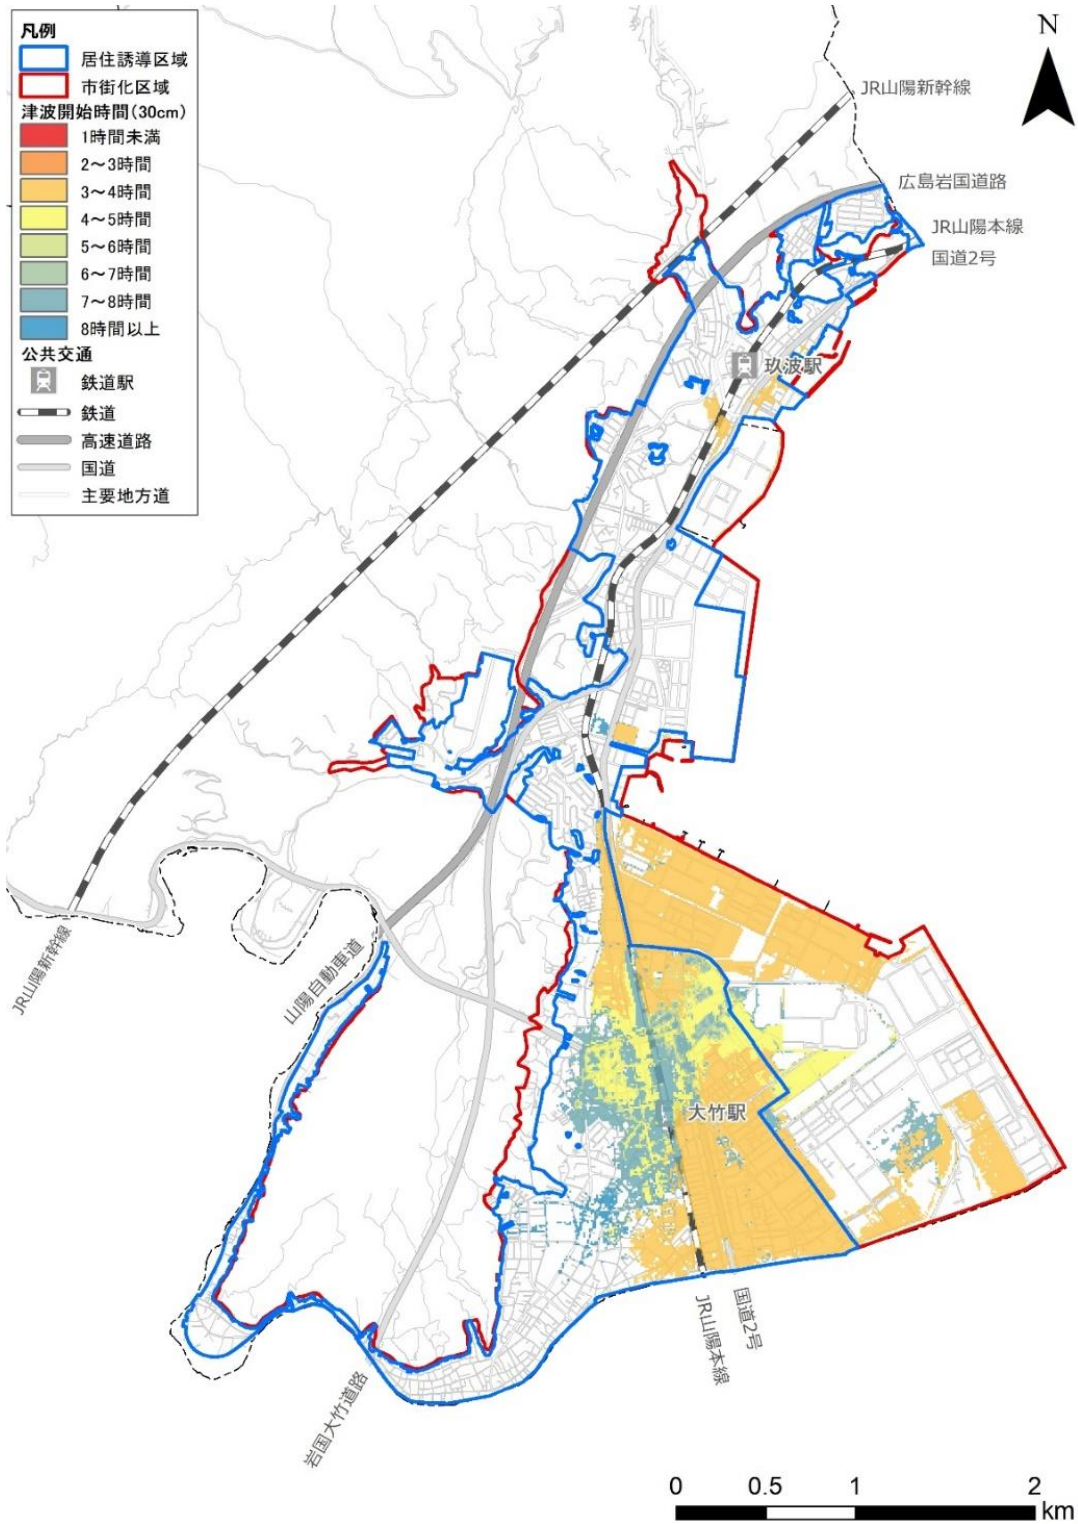 凡例
居住誘導区域
市街化区域
津波開始時間(30cm)
1時間未満
2～3時間
3～4時間
4～5時間
5～6時間
6～7時間
7～8時間
8時間以上
公共交通
鉄道駅
鉄道
高速道路
国道
主要地方道
N
JR山陽新幹線
広島岩国道路
JR山陽本線
国道2号
玖波駅
JR山陽新幹線
山陽自動車道
大竹駅
国道2号
JR山陽本線
岩国大竹道路
0 0.5 1 2
km